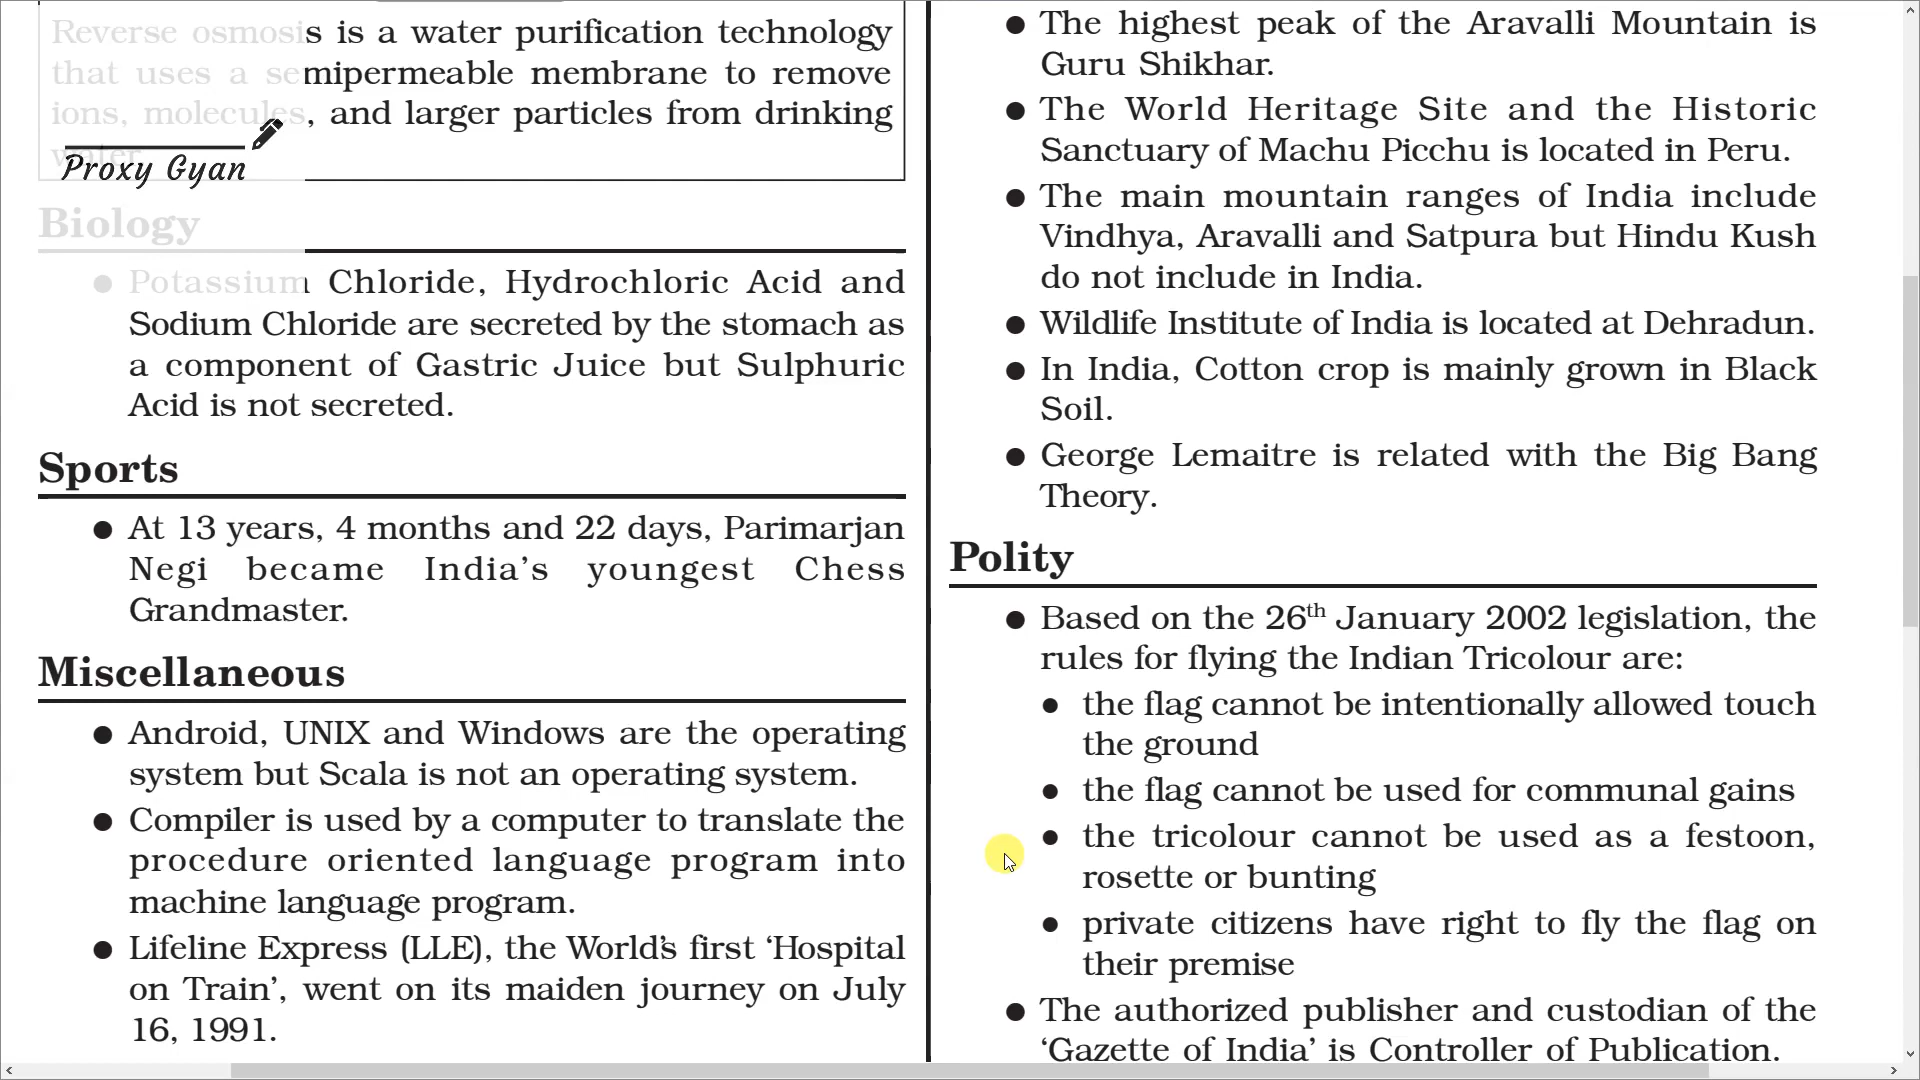 Reverse osmosis is a water purification technology
that uses a semipermeable membrane to remove
ions, molecules, and larger particles from drinking
water.
Proxy Gyan
Biology
● Potassium Chloride, Hydrochloric Acid and
Sodium Chloride are secreted by the stomach as
a component of Gastric Juice but Sulphuric
Acid is not secreted.
Sports
● At 13 years, 4 months and 22 days, Parimarjan
Negi became India's youngest Chess
Grandmaster.
Miscellaneous
● Android, UNIX and Windows are the operating
system but Scala is not an operating system.
● Compiler is used by a computer to translate the
procedure oriented language program into
machine language program.
● Lifeline Express (LLE), the World's first ‘Hospital
on Train’, went on its maiden journey on July
16, 1991.
● The highest peak of the Aravalli Mountain is
Guru Shikhar.
● The World Heritage Site and the Historic
Sanctuary of Machu Picchu is located in Peru.
● The main mountain ranges of India include
Vindhya, Aravalli and Satpura but Hindu Kush
do not include in India.
● Wildlife Institute of India is located at Dehradun.
● In India, Cotton crop is mainly grown in Black
Soil.
● George Lemaitre is related with the Big Bang
Theory.
Polity
● Based on the 26th January 2002 legislation, the
rules for flying the Indian Tricolour are:
● the flag cannot be intentionally allowed touch
the ground
● the flag cannot be used for communal gains
● the tricolour cannot be used as a festoon,
rosette or bunting
● private citizens have right to fly the flag on
their premise
● The authorized publisher and custodian of the
‘Gazette of India’ is Controller of Publication.